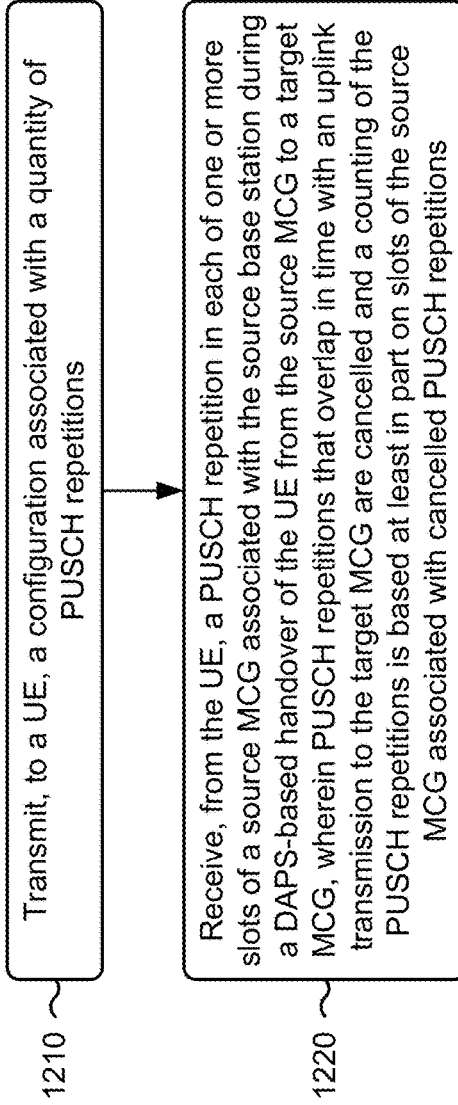 1210
Transmit, to a UE, a configuration associated with a quantity of
PUSCH repetitions
1220
Receive, from the UE, a PUSCH repetition in each of one or more
slots of a source MCG associated with the source base station during
a DAPS-based handover of the UE from the source MCG to a target
MCG, wherein PUSCH repetitions that overlap in time with an uplink
transmission to the target MCG are cancelled and a counting of the
PUSCH repetitions is based at least in part on slots of the source
MCG associated with cancelled PUSCH repetitions